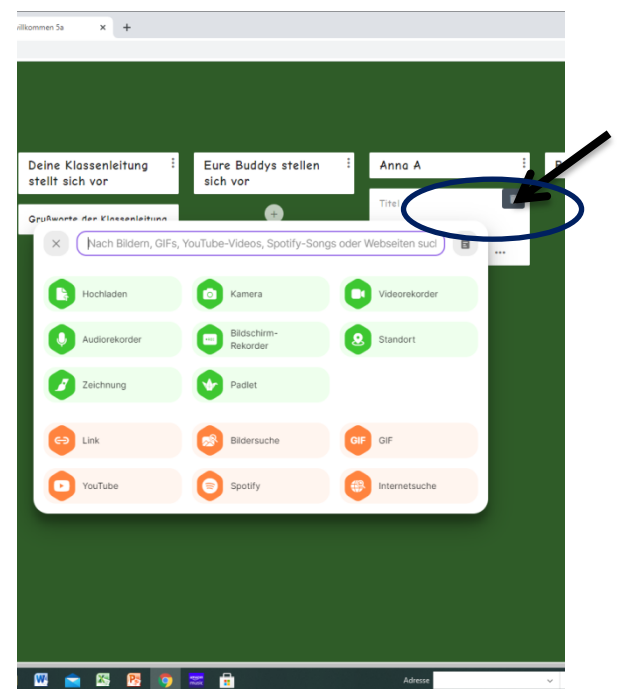 willkommen 5a
Deine Klassenleitung
stellt sich vor
Eure Buddys stellen
sich vor
Anna A
Grußworte der Klassenleitung
Titel
Nach Bildern, GIFs, YouTube-Videos, Spotify-Songs oder Webseiten sucl
Hochladen
Kamera
Videorekorder
Audiorekorder
Bildschirm-
Rekorder
Standort
Zeichnung
Padlet
Link
Bildersuche
GIF
GIF
YouTube
Spotify
Internetsuche
Adresse